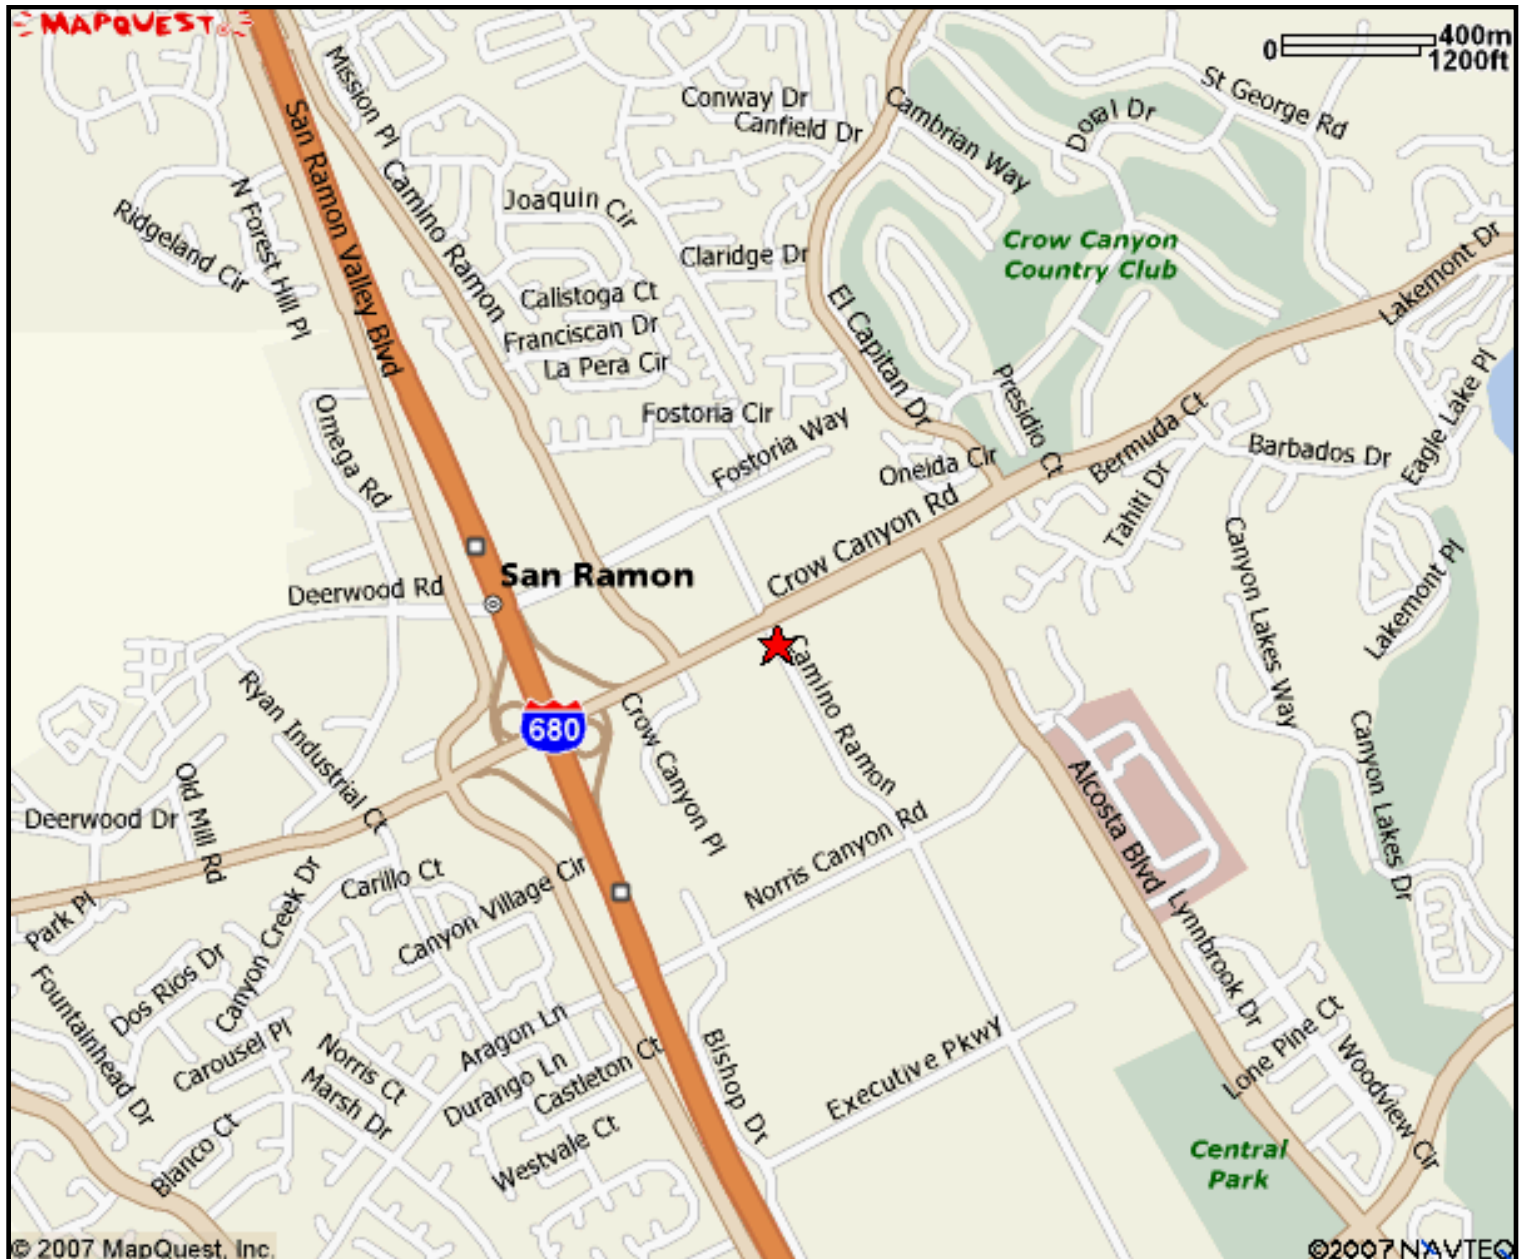 MAPQUEST
400m
0
1200ft
Mission Pl
St George Rd
Conway Dr
Canfield Dr
Cambrian Way
Doral Dr
San Ramon Valley Blvd
N Forest Hill Pl
Ridgeland Cir
Camino Ramon
Joaquin Cir
Claridge Dr
Crow Canyon
Country Club
Lakemont Dr
Calistoga Ct
Franciscan Dr
La Pera Cir
El Capitan Dr
Fostoria Cir
Fostoria Way
Omega Rd
Presidio Ct
Bermuda Ct
Eagle Lake Pl
Barbados Dr
Oneida Cir
Tahiti Dr
Crow Canyon Rd
San Ramon
Deerwood Rd
Canyon Lakes Way
Lakemont Pl
Camino Ramon
Ryan Industrial Ct
680
Crow Canyon Pl
Canyon Lakes Dr
Old Mill Rd
Deerwood Dr
Alcosta Blvd
Norris Canyon Rd
Carillo Ct
Canyon Village Cir
Canyon Creek Dr
Park Pl
Lynnbrook Dr
Dos Rios Dr
Fountainhead Dr
Carousel Pl
Norris Ct
Marsh Dr
Aragon Ln
Durango Ln
Castleton Ct
Bishop Dr
Executive Pkwy
Lone Pine Ct
Woodview Cir
Blanco Ct
Westvale Ct
Central
Park
© 2007 MapQuest, Inc.
©2007 NAVTEQ